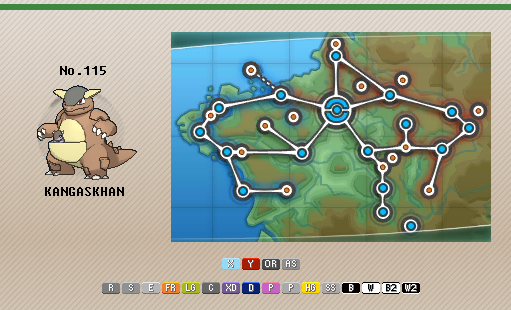 No.115
KANGASKHAN
X Y OR AS
R S E FR LG C XD D P P HG SS B W B2 W2